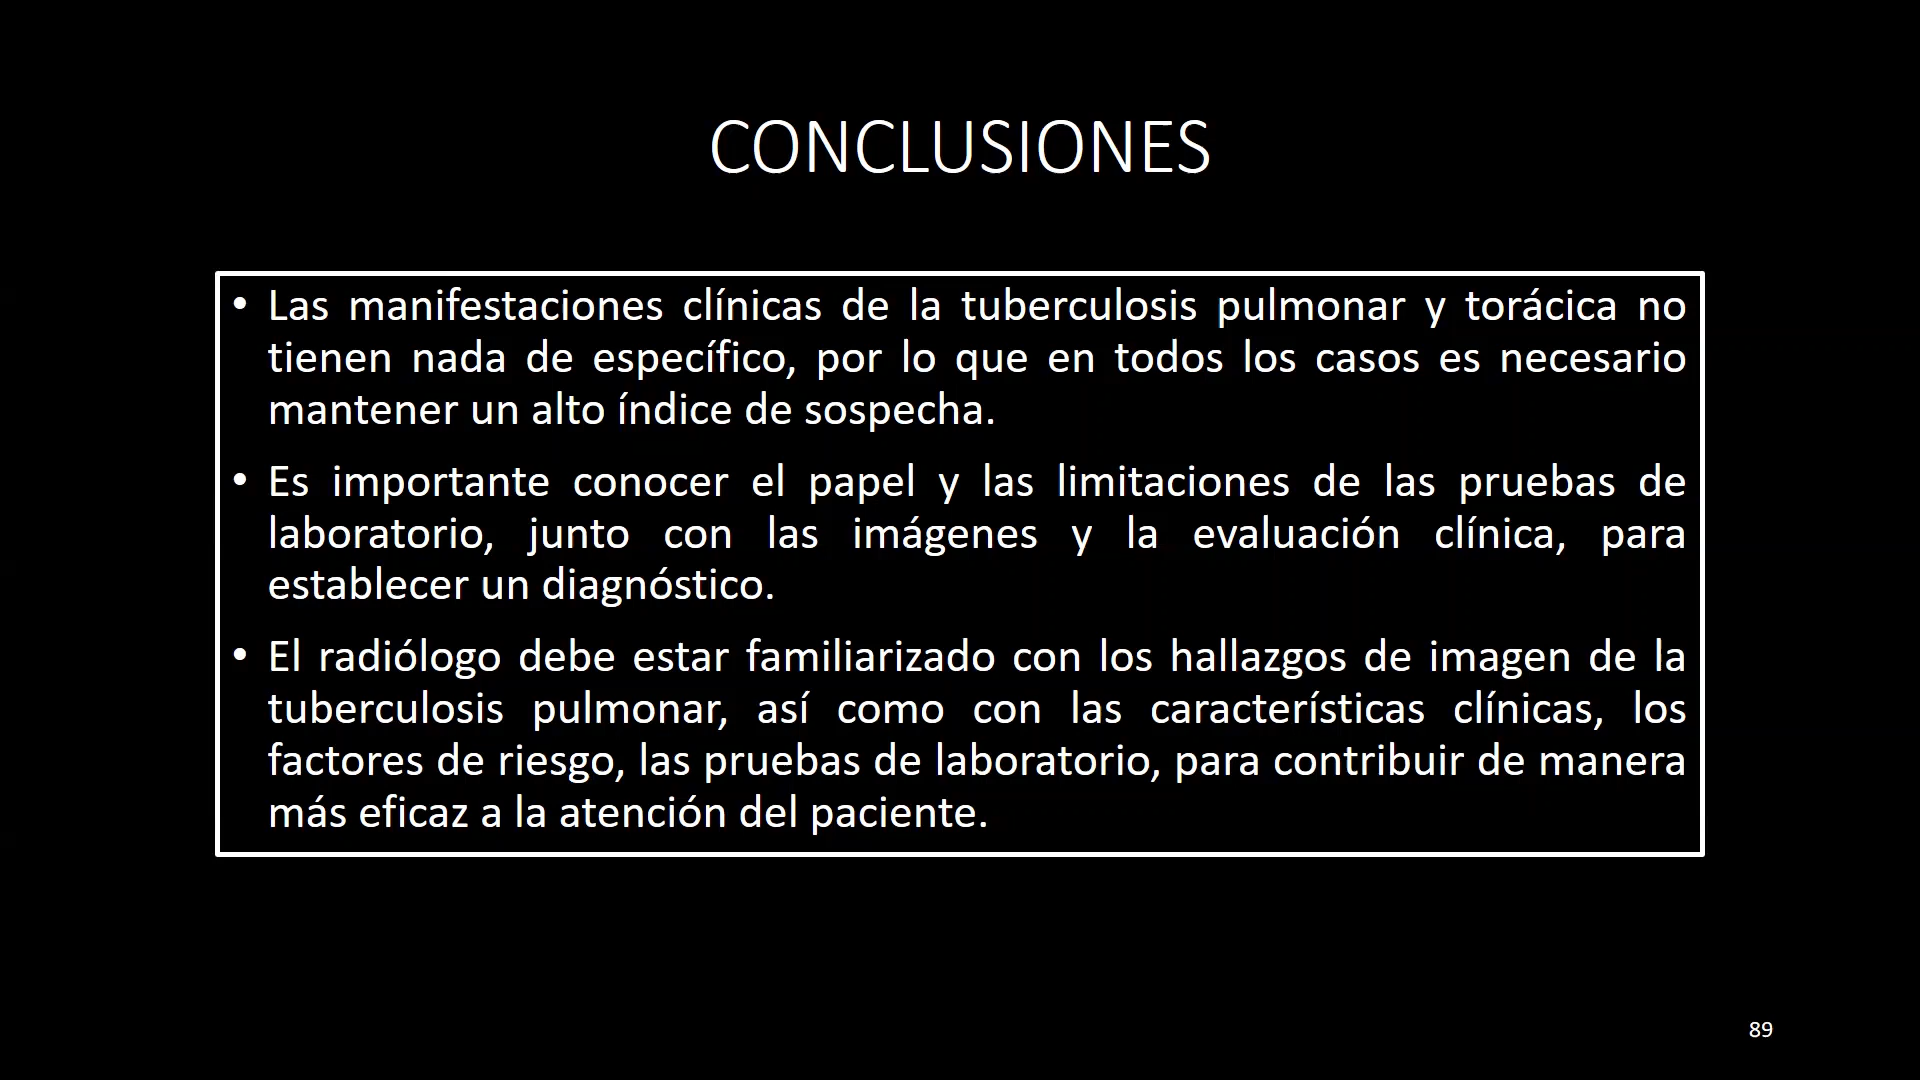 CONCLUSIONES
• Las manifestaciones clínicas de la tuberculosis pulmonar y torácica no
tienen nada de específico, por lo que en todos los casos es necesario
mantener un alto índice de sospecha.
• Es importante conocer el papel y las limitaciones de las pruebas de
laboratorio, junto con las imágenes y la evaluación clínica, para
establecer un diagnóstico.
• El radiólogo debe estar familiarizado con los hallazgos de imagen de la
tuberculosis pulmonar, así como con las características clínicas, los
factores de riesgo, las pruebas de laboratorio, para contribuir de manera
más eficaz a la atención del paciente.
89